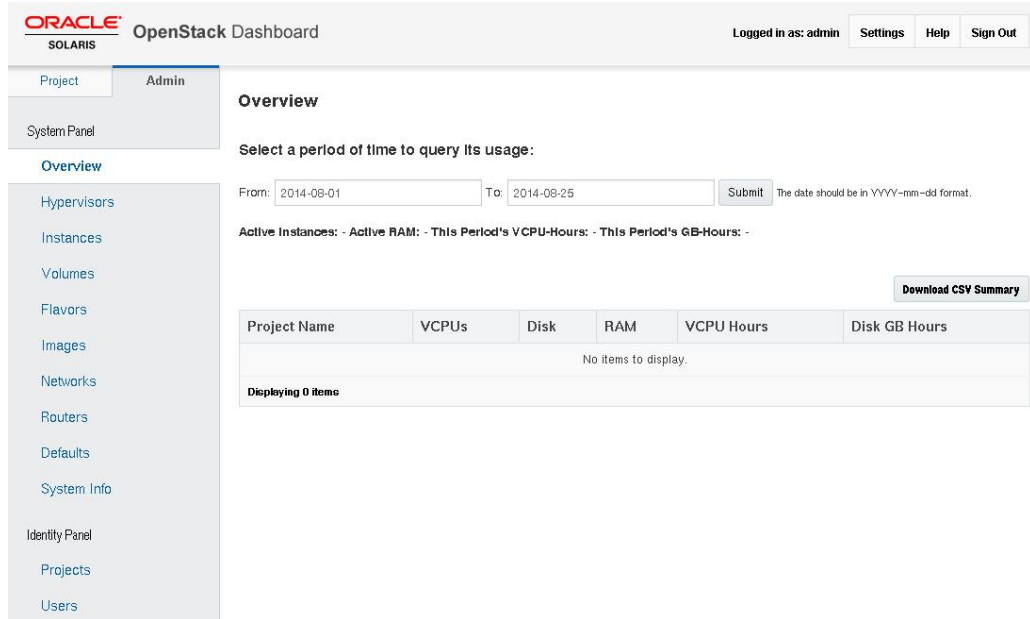 ORACLE
SOLARIS
OpenStack Dashboard
Logged in as: admin
Settings
Help
Sign Out
Project
Admin
System Panel
Overview
Hypervisors
Instances
Volumes
Flavors
Images
Networks
Routers
Defaults
System Info
Identity Panel
Projects
Users
Overview
Select a period of time to query its usage:
From: 2014-08-01 To: 2014-08-25 Submit The date should be in YYYY-mm-dd format.
Active Instances: - Active RAM: - This Period's VCPU-Hours: - This Period's GB-Hours: -
Download CSV Summary
Project Name VCPUs Disk RAM VCPU Hours Disk GB Hours
No items to display.
Displaying 0 items